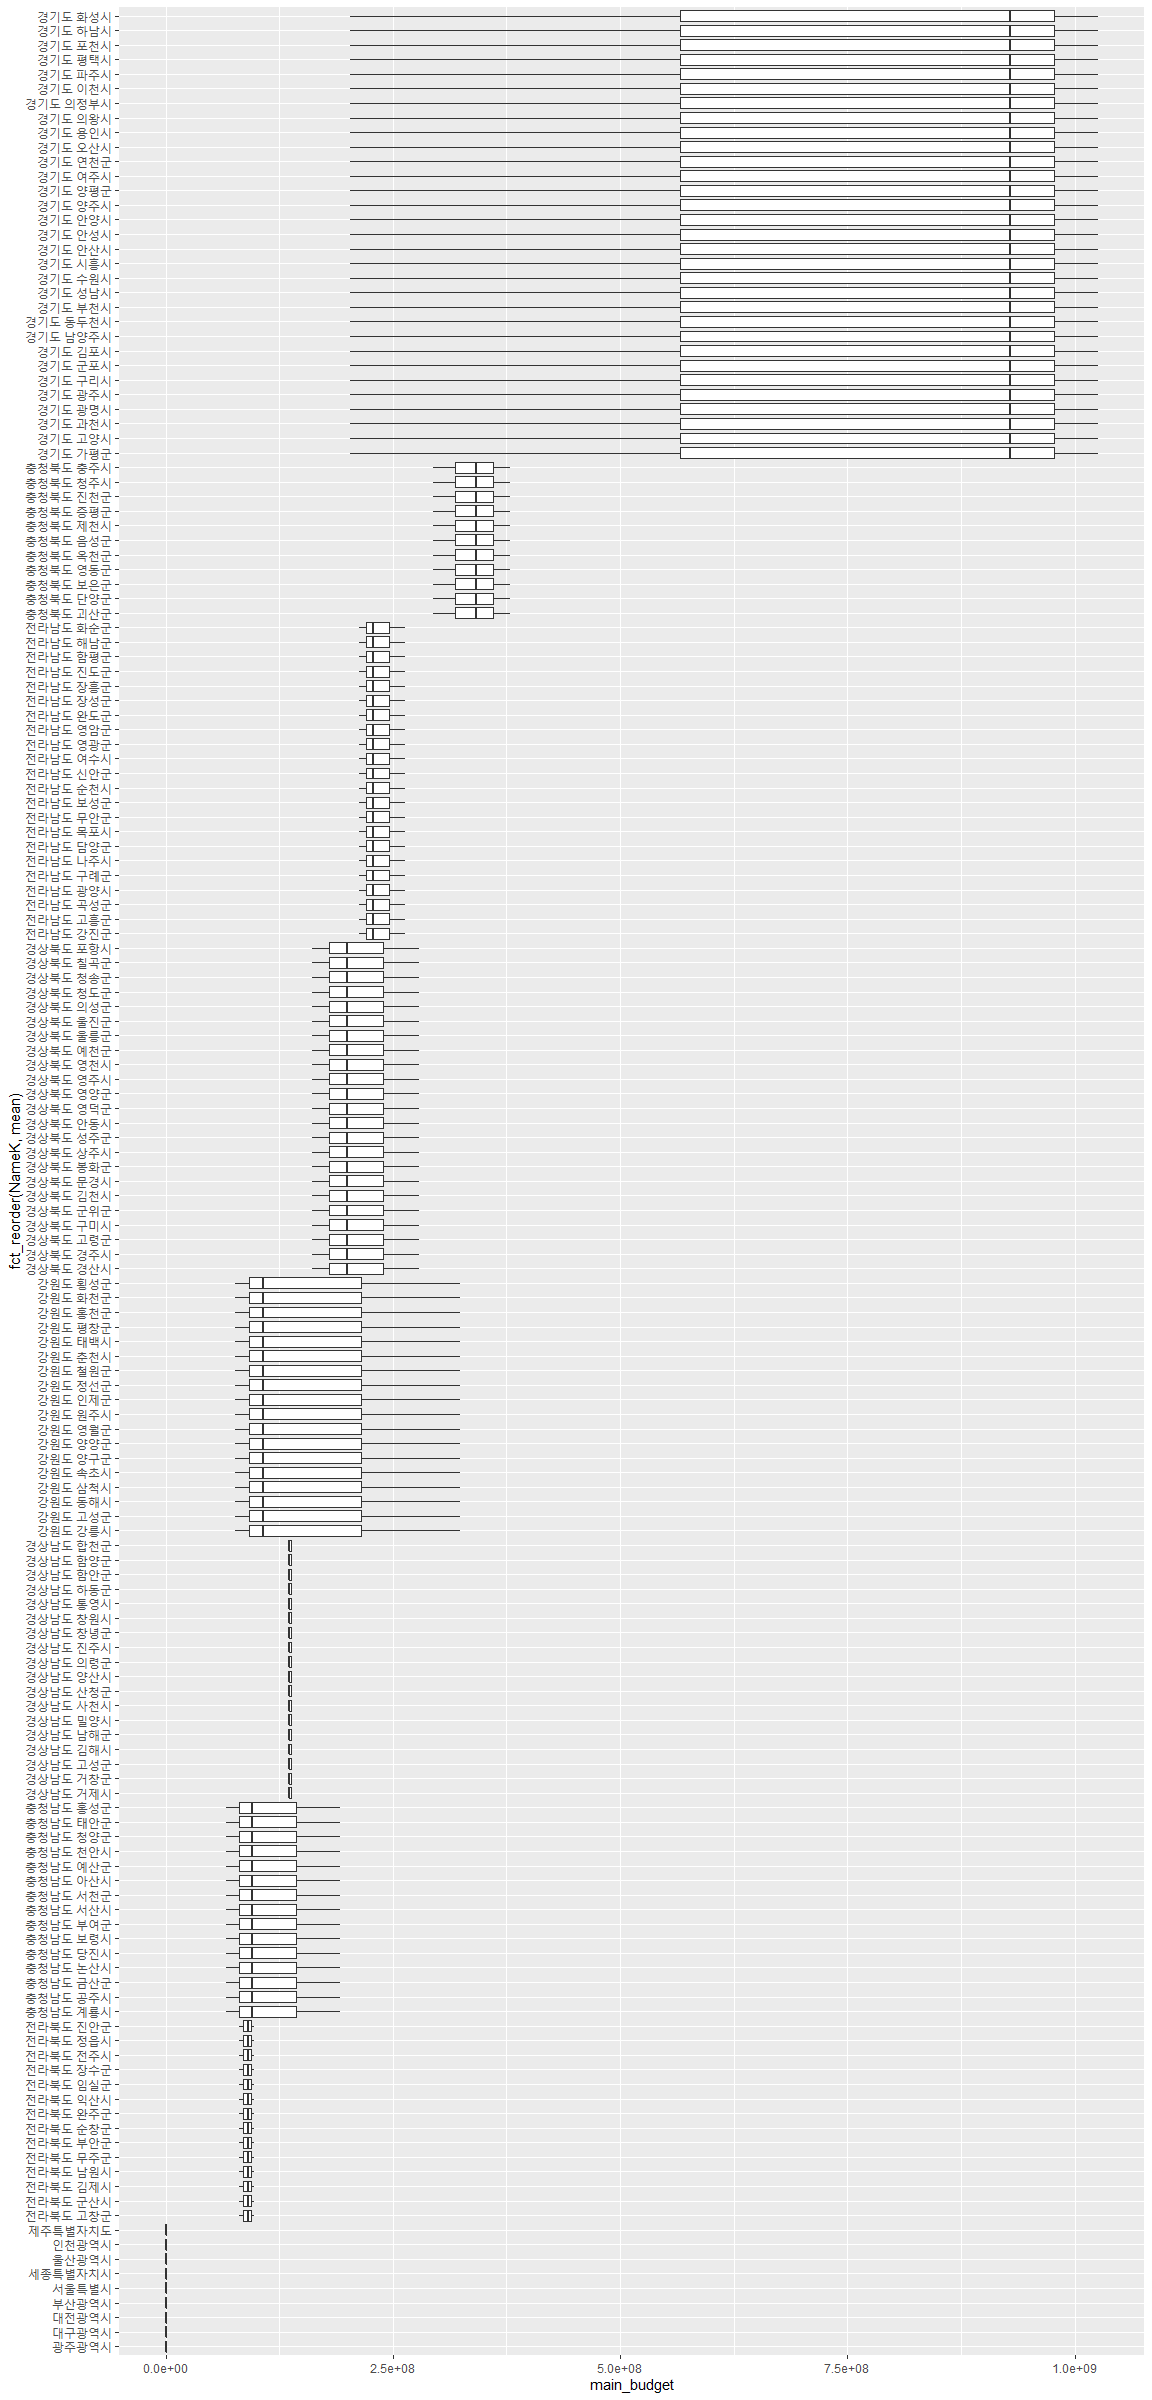 경기도 화성시
경기도 하남시
경기도 포천시
경기도 평택시
경기도 파주시
경기도 이천시
경기도 의정부시
경기도 의왕시
경기도 용인시
경기도 오산시
경기도 연천군
경기도 여주시
경기도 양평군
경기도 양주시
경기도 안양시
경기도 안성시
경기도 안산시
경기도 시흥시
경기도 수원시
경기도 성남시
경기도 부천시
경기도 동두천시
경기도 남양주시
경기도 김포시
경기도 군포시
경기도 구리시
경기도 광주시
경기도 광명시
경기도 과천시
경기도 고양시
경기도 가평군
충청북도 충주시
충청북도 청주시
충청북도 진천군
충청북도 증평군
충청북도 제천시
충청북도 음성군
충청북도 옥천군
충청북도 영동군
충청북도 보은군
충청북도 단양군
충청북도 괴산군
전라남도 화순군
전라남도 해남군
전라남도 함평군
전라남도 진도군
전라남도 장흥군
전라남도 장성군
전라남도 완도군
전라남도 영암군
전라남도 영광군
전라남도 여수시
전라남도 신안군
전라남도 순천시
전라남도 보성군
전라남도 무안군
전라남도 목포시
전라남도 담양군
전라남도 나주시
전라남도 구례군
전라남도 광양시
전라남도 곡성군
전라남도 고흥군
전라남도 강진군
경상북도 포항시
경상북도 칠곡군
경상북도 청송군
경상북도 청도군
경상북도 의성군
경상북도 울진군
경상북도 울릉군
경상북도 예천군
경상북도 영천시
경상북도 영주시
경상북도 영양군
경상북도 영덕군
경상북도 안동시
경상북도 성주군
경상북도 상주시
경상북도 봉화군
경상북도 문경시
경상북도 김천시
경상북도 군위군
경상북도 구미시
경상북도 고령군
경상북도 경주시
경상북도 경산시
강원도 횡성군
강원도 화천군
강원도 홍천군
강원도 평창군
강원도 태백시
강원도 춘천시
강원도 철원군
강원도 정선군
강원도 인제군
강원도 원주시
강원도 영월군
강원도 양양군
강원도 양구군
강원도 속초시
강원도 삼척시
강원도 동해시
강원도 고성군
강원도 강릉시
경상남도 합천군
경상남도 함양군
경상남도 함안군
경상남도 하동군
경상남도 통영시
경상남도 창원시
경상남도 창녕군
경상남도 진주시
경상남도 의령군
경상남도 양산시
경상남도 산청군
경상남도 사천시
경상남도 밀양시
경상남도 남해군
경상남도 김해시
경상남도 고성군
경상남도 거창군
경상남도 거제시
충청남도 홍성군
충청남도 태안군
충청남도 청양군
충청남도 천안시
충청남도 예산군
충청남도 아산시
충청남도 서천군
충청남도 서산시
충청남도 부여군
충청남도 보령시
충청남도 당진시
충청남도 논산시
충청남도 금산군
충청남도 공주시
충청남도 계룡시
전라북도 진안군
전라북도 정읍시
전라북도 전주시
전라북도 장수군
전라북도 임실군
전라북도 익산시
전라북도 완주군
전라북도 순창군
전라북도 부안군
전라북도 무주군
전라북도 남원시
전라북도 김제시
전라북도 군산시
전라북도 고창군
제주특별자치도
인천광역시
울산광역시
세종특별자치시
서울특별시
부산광역시
대전광역시
대구광역시
광주광역시
fct_reorder(NameK, mean)
0.0e+00 2.5e+08 5.0e+08 7.5e+08 1.0e+09
main_budget